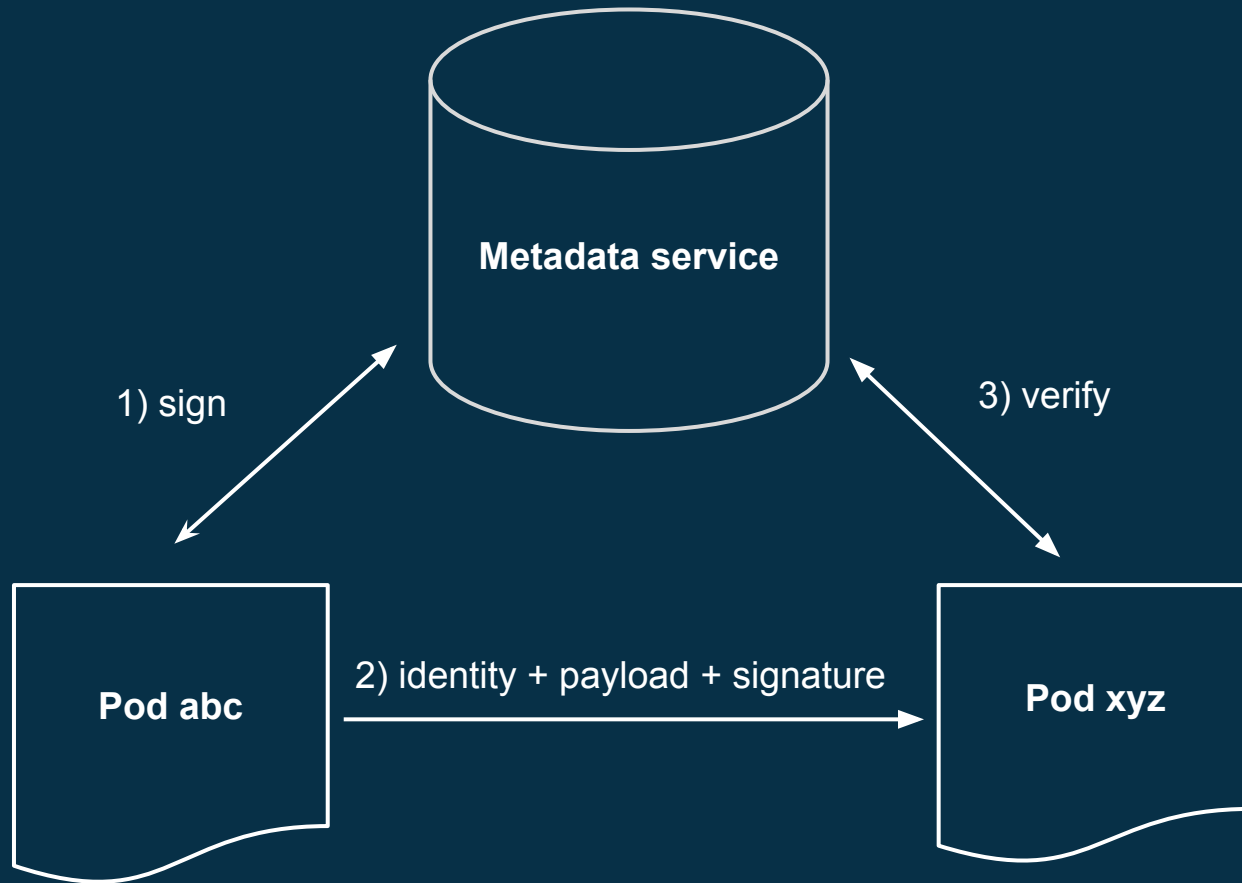 Metadata service
1) sign
3) verify
2) identity + payload + signature
Pod abc
Pod xyz